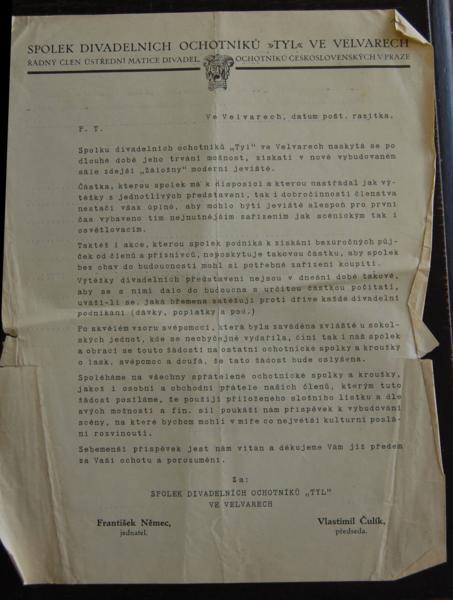 SPOLEK DIVADELNÍCH OCHOTNÍKŮ »TYL« VE VELVARECH
ŘÁDNÝ ČLEN ÚSTŘEDNÍ MATICE DIVADEL. OCHOTNÍKŮ ČESKOSLOVENSKÝCH V PRAZE
Ve Velvarech, datum pošt. razítka.
P. T.
Spolku divadelních ochotníků „Tyl" ve Velvarech naskytá se po
dlouhé době jeho trvání možnost, získati v nově vybudovaném
sále zdejší „Záložny" moderní jeviště.
Částka, kterou spolek má k disposici a kterou nastřádal jak vý-
těžky z jednotlivých představení, tak i dobročinností členstva
nestačí však úplně, aby mohlo býti jeviště alespoň pro první
čas vybaveno tím nejnutnějším zařízením jak scénickým tak i
osvětlovacím.
Taktéž i akce, kterou spolek podniká k získání bezúročných půj-
ček od členů a příznivců, neposkytuje takovou částku, aby spolek
bez obav do budoucnosti mohl si potřebné zařízení koupiti.
Výtěžky divadelních představení nejsou v dnešní době takové,
aby se s nimi dalo do budoucna s určitou částkou počítati,
uváží-li se, jaká břemena zatěžují proti dříve každé divadelní
podnikání (dávky, poplatky a pod.)
Po skvělém vzoru svépomoci, která byla zaváděna zvláště u sokol-
ských jednot, kde se neobyčejně vydařila, činí tak i náš spolek
a obrací se touto žádostí na ostatní ochotnické spolky a kroužky
o lask. svépomoc a doufá, že tato žádost bude oslyšena.
Spoléháme na všechny spřátelené ochotnické spolky a kroužky,
jakož i osobní a obchodní přátele našich členů, kterým tuto
žádost posíláme, že použijí přiloženého složního lístku a dle
svých možností a fin. sil poukáží nám příspěvek k vybudování
scény, na které bychom mohli v míře co největší kulturní poslá-
ní rozvinouti.
Sebemenší příspěvek jest nám vítán a děkujeme Vám již předem
za Vaši ochotu a porozumění.
Za:
SPOLEK DIVADELNÍCH OCHOTNÍKŮ „TYL"
VE VELVARECH
František Němec,
jednatel.
Vlastimil Čulík,
předseda.